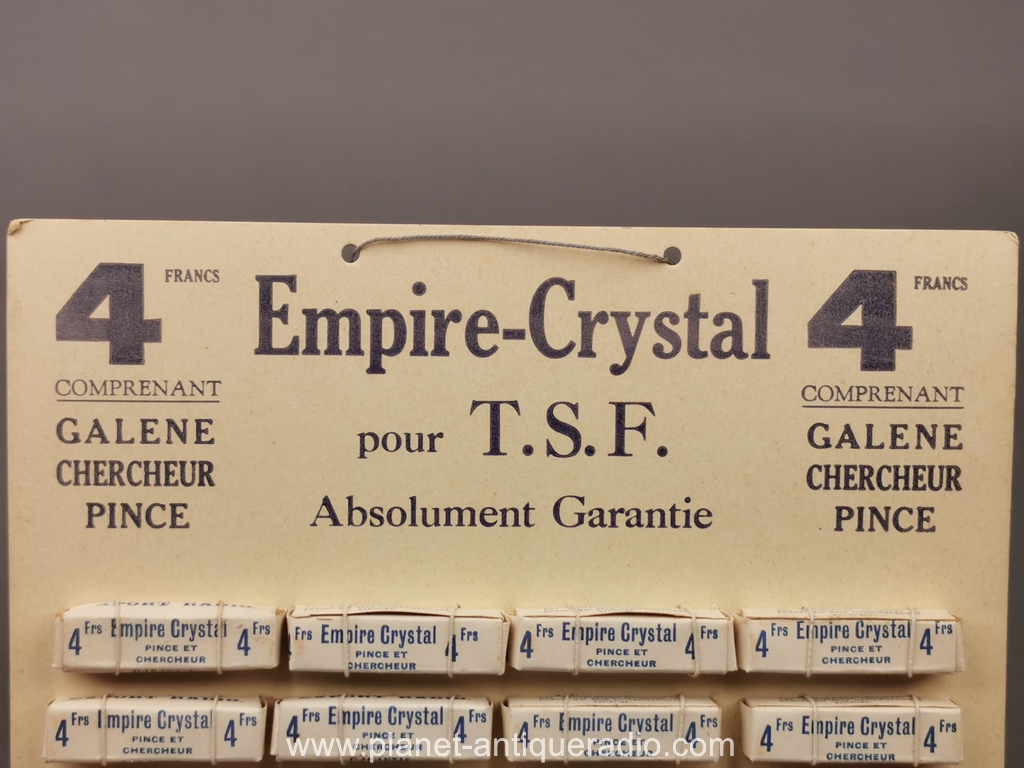 4 FRANCS
COMPRENANT
GALENE
CHERCHEUR
PINCE
Empire-Crystal
pour T.S.F.
Absolument Garantie
4 FRANCS
COMPRENANT
GALENE
CHERCHEUR
PINCE
4 Frs Empire Crystal 4 Frs
PINCE ET
CHERCHEUR
Frs Empire Crystal 4 Frs
PINCE ET
CHERCHEUR
4 Frs Empire Crystal 4 Frs
PINCE ET
CHERCHEUR
4 Frs Empire Crystal 4 Frs
PINCE ET
CHERCHEUR
4 Frs Empire Crystal 4 Frs
PINCE ET
CHERCHEUR
4 Frs Empire Crystal 4 Frs
PINCE ET
CHERCHEUR
4 Frs Empire Crystal 4 Frs
PINCE ET
CHERCHEUR
4 Frs Empire Crystal 4 Frs
PINCE ET
CHERCHEUR
www.planet-antiqueradio.com